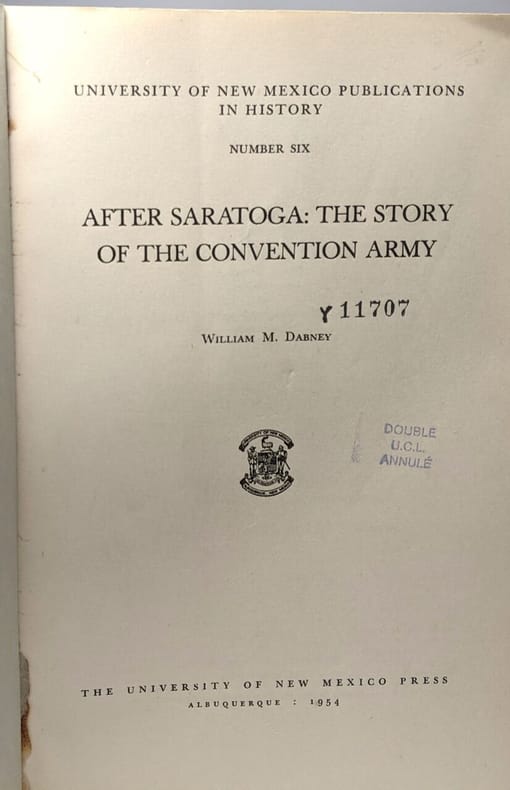 UNIVERSITY OF NEW MEXICO PUBLICATIONS
IN HISTORY
NUMBER SIX
AFTER SARATOGA: THE STORY
OF THE CONVENTION ARMY
Y 11707
WILLIAM M. DABNEY
DOUBLE
U.C.L.
ANNULÉ
THE UNIVERSITY OF NEW MEXICO PRESS
ALBUQUERQUE : 1954